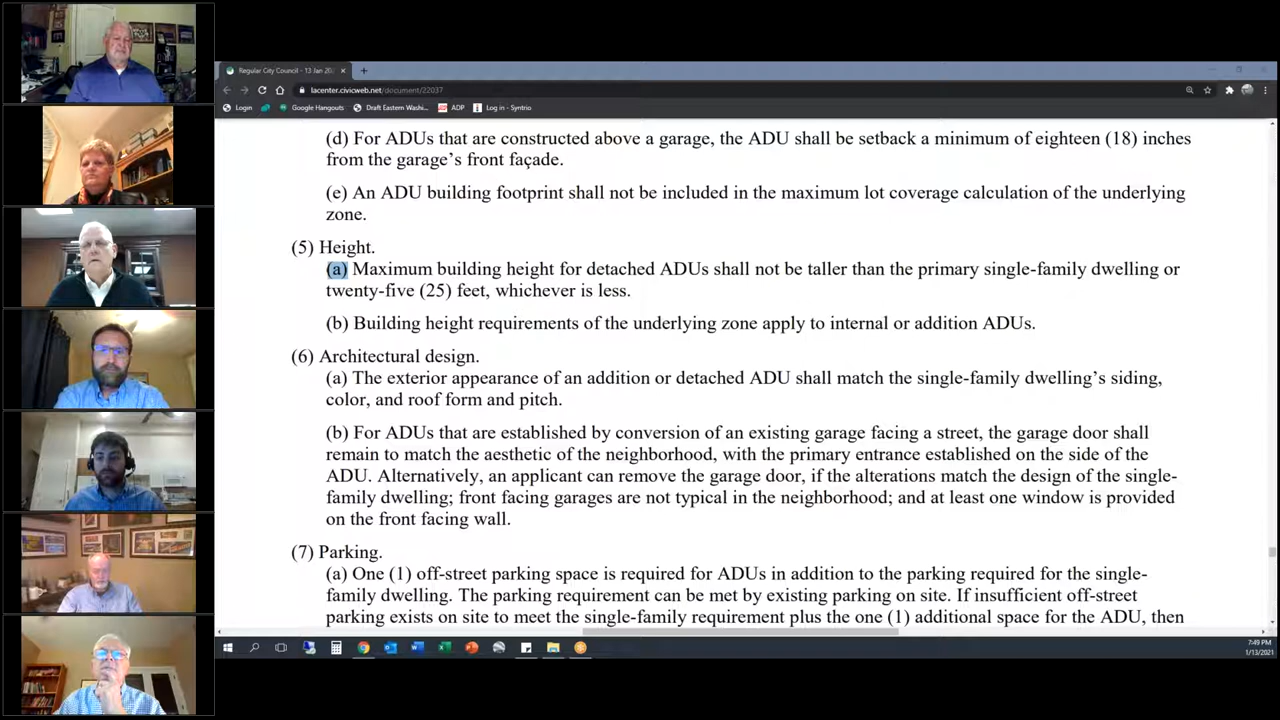 Regular City Council - 13 Jan 20
lacenter.civicweb.net/document/22037
Login
Google Hangouts
Draft Eastern Washi...
ADP
Log in - Syntrio
(d) For ADUs that are constructed above a garage, the ADU shall be setback a minimum of eighteen (18) inches
from the garage's front façade.
(e) An ADU building footprint shall not be included in the maximum lot coverage calculation of the underlying
zone.
(5) Height.
(a) Maximum building height for detached ADUs shall not be taller than the primary single-family dwelling or
twenty-five (25) feet, whichever is less.
(b) Building height requirements of the underlying zone apply to internal or addition ADUs.
(6) Architectural design.
(a) The exterior appearance of an addition or detached ADU shall match the single-family dwelling's siding,
color, and roof form and pitch.
(b) For ADUs that are established by conversion of an existing garage facing a street, the garage door shall
remain to match the aesthetic of the neighborhood, with the primary entrance established on the side of the
ADU. Alternatively, an applicant can remove the garage door, if the alterations match the design of the single-
family dwelling; front facing garages are not typical in the neighborhood; and at least one window is provided
on the front facing wall.
(7) Parking.
(a) One (1) off-street parking space is required for ADUs in addition to the parking required for the single-
family dwelling. The parking requirement can be met by existing parking on site. If insufficient off-street
parking exists on site to meet the single-family requirement plus the one (1) additional space for the ADU, then
7:49 PM
1/13/2021